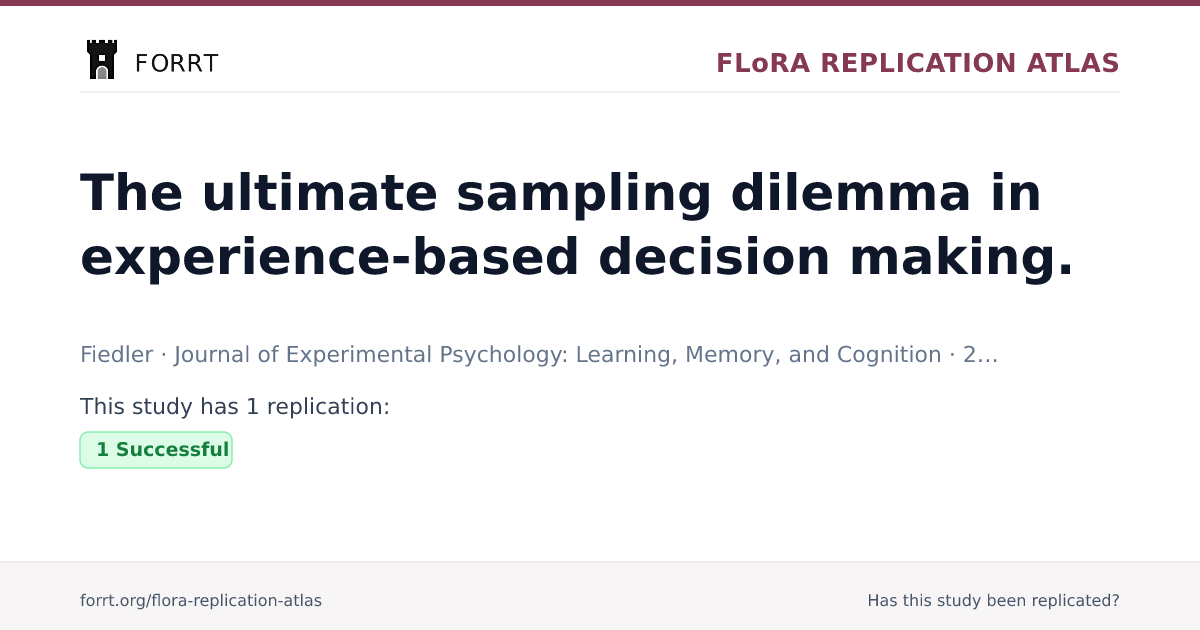 FORRT
FLoRA REPLICATION ATLAS
The ultimate sampling dilemma in
experience-based decision making.
Fiedler · Journal of Experimental Psychology: Learning, Memory, and Cognition · 2…
This study has 1 replication:
1 Successful
forrt.org/flora-replication-atlas
Has this study been replicated?